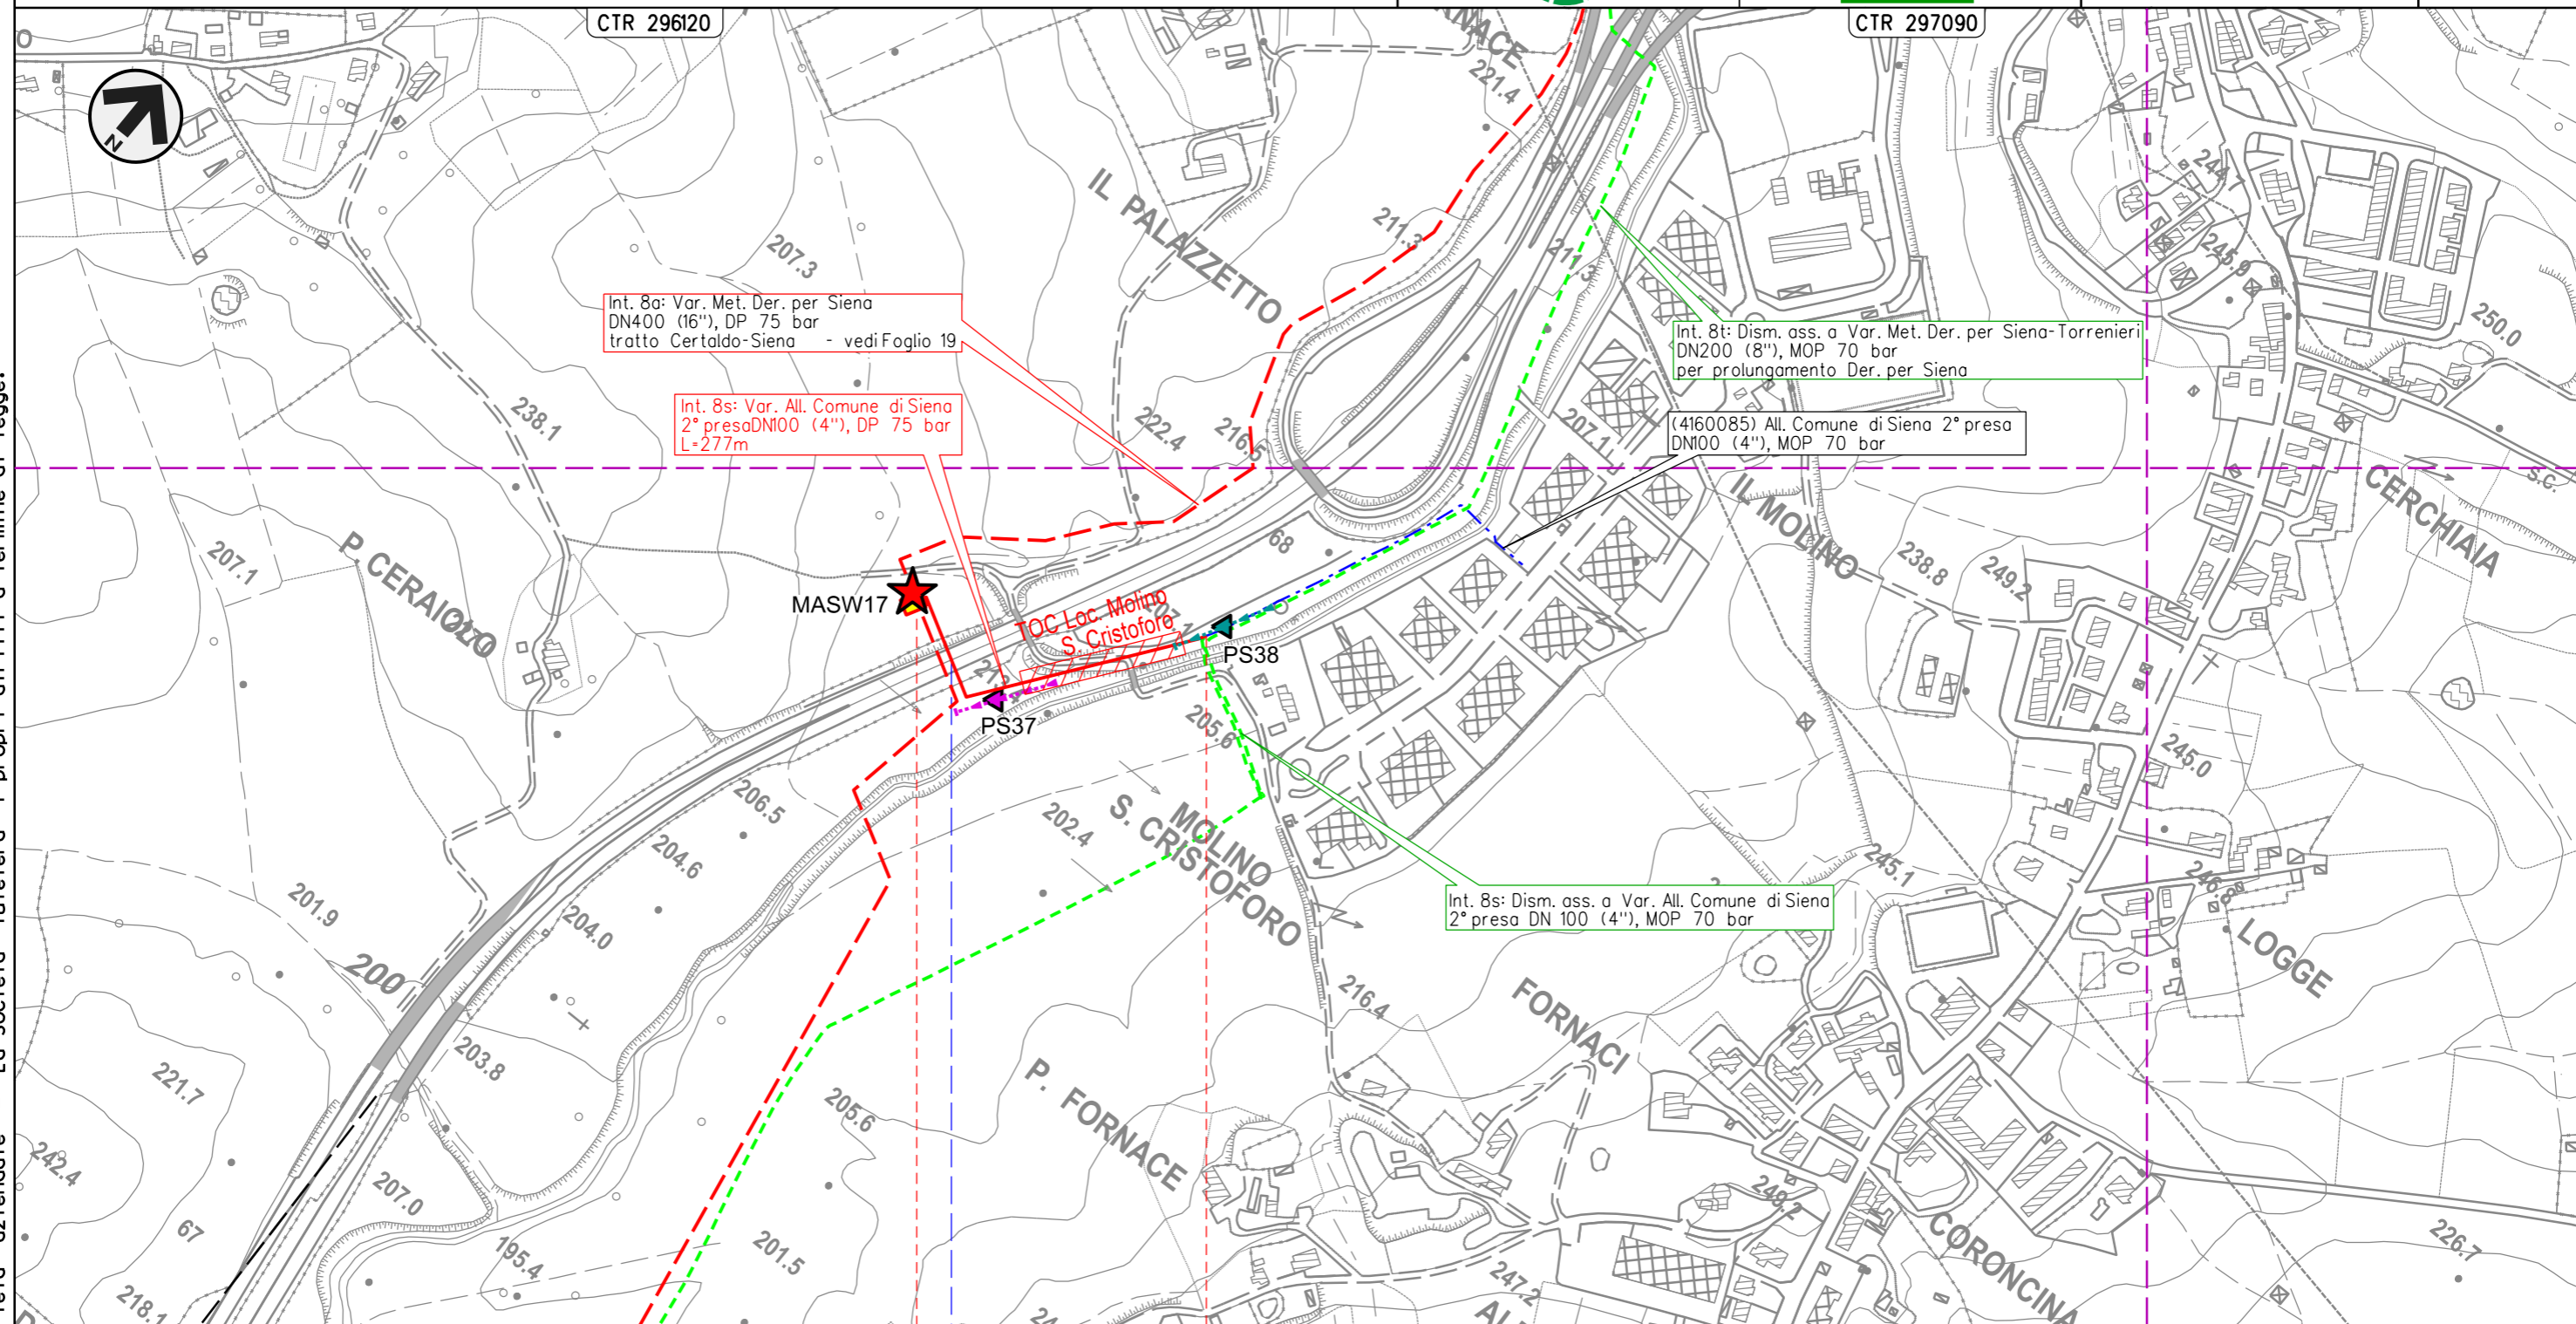 CTR 296120
CTR 297090
N
221.4
IL PALAZZETTO
211.3
211.3
207.3
244.7
245.9
250.0
Int. 8a: Var. Met. Der. per Siena
DN400 (16"), DP 75 bar
tratto Certaldo-Siena - vedi Foglio 19
Int. 8t: Dism. ass. a Var. Met. Der. per Siena-Torrenieri
DN200 (8"), MOP 70 bar
per prolungamento Der. per Siena
Int. 8s: Var. All. Comune di Siena
2° presaDN100 (4"), DP 75 bar
L=277m
(4160085) All. Comune di Siena 2° presa
DN100 (4"), MOP 70 bar
238.1
222.4
216.5
207.1
S.C.
CERCHIAIA
IL MOLINO
238.8
249.2
68
207.1
P. CERAIOLO
MASW17
TOC Loc. Molino
S. Cristoforo
PS38
PS37
205.6
245.0
206.5
202.4
MOLINO
S. CRISTOFORO
204.6
245.1
246.8
LOGGE
Int. 8s: Dism. ass. a Var. All. Comune di Siena
2° presa DN 100 (4"), MOP 70 bar
201.9
204.0
200
216.4
FORNACI
203.8
221.7
P. FORNACE
205.6
242.4
207.0
67
249.2
CORONCINA
226.7
195.4
201.5
247.2
218.1